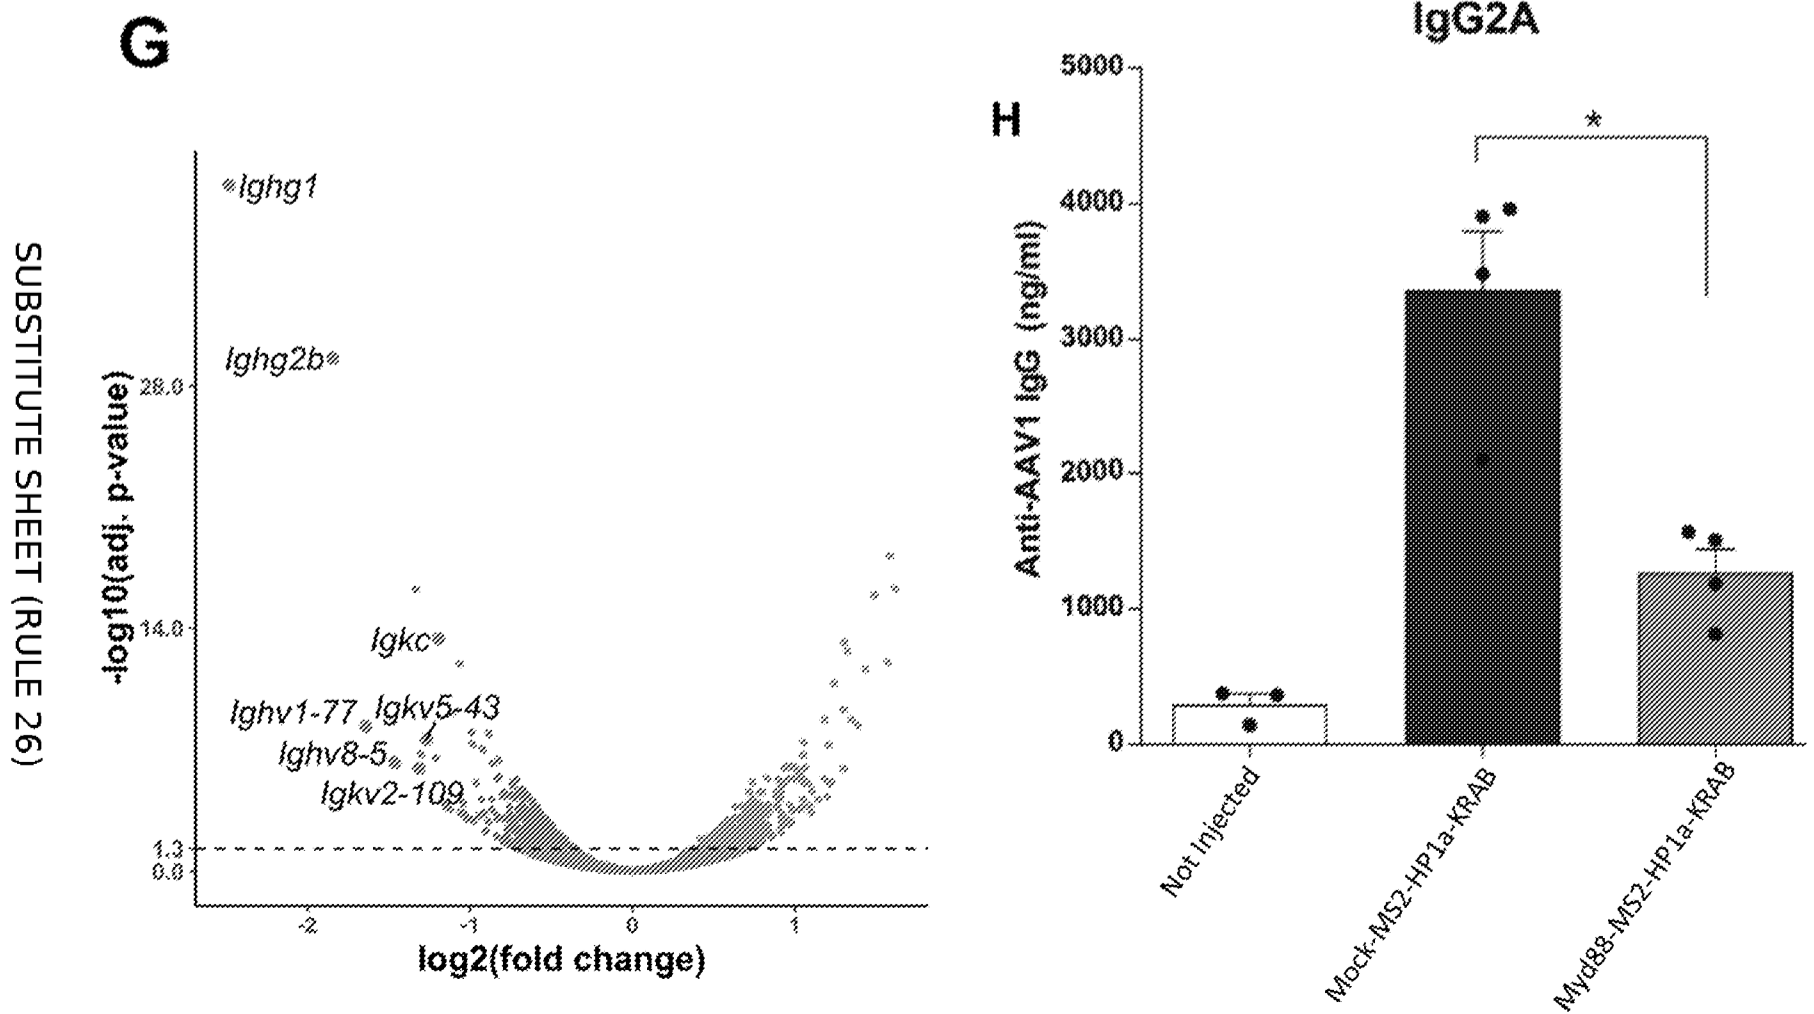 SUBSTITUTE SHEET (RULE 26)
G
Ighg1
Ighg2b
Igkc
Ighv1-77
Igkv5-43
Ighv8-5
Igkv2-109
28.0
14.0
1.3
0.0
-log10(adj. p-value)
-2
-1
0
1
log2(fold change)
H
IgG2A
5000
4000
3000
2000
1000
0
Anti-AAV1 IgG (ng/ml)
*
Not Injected
Mock-MS2-HP1a-KRAB
Myd88-MS2-HP1a-KRAB